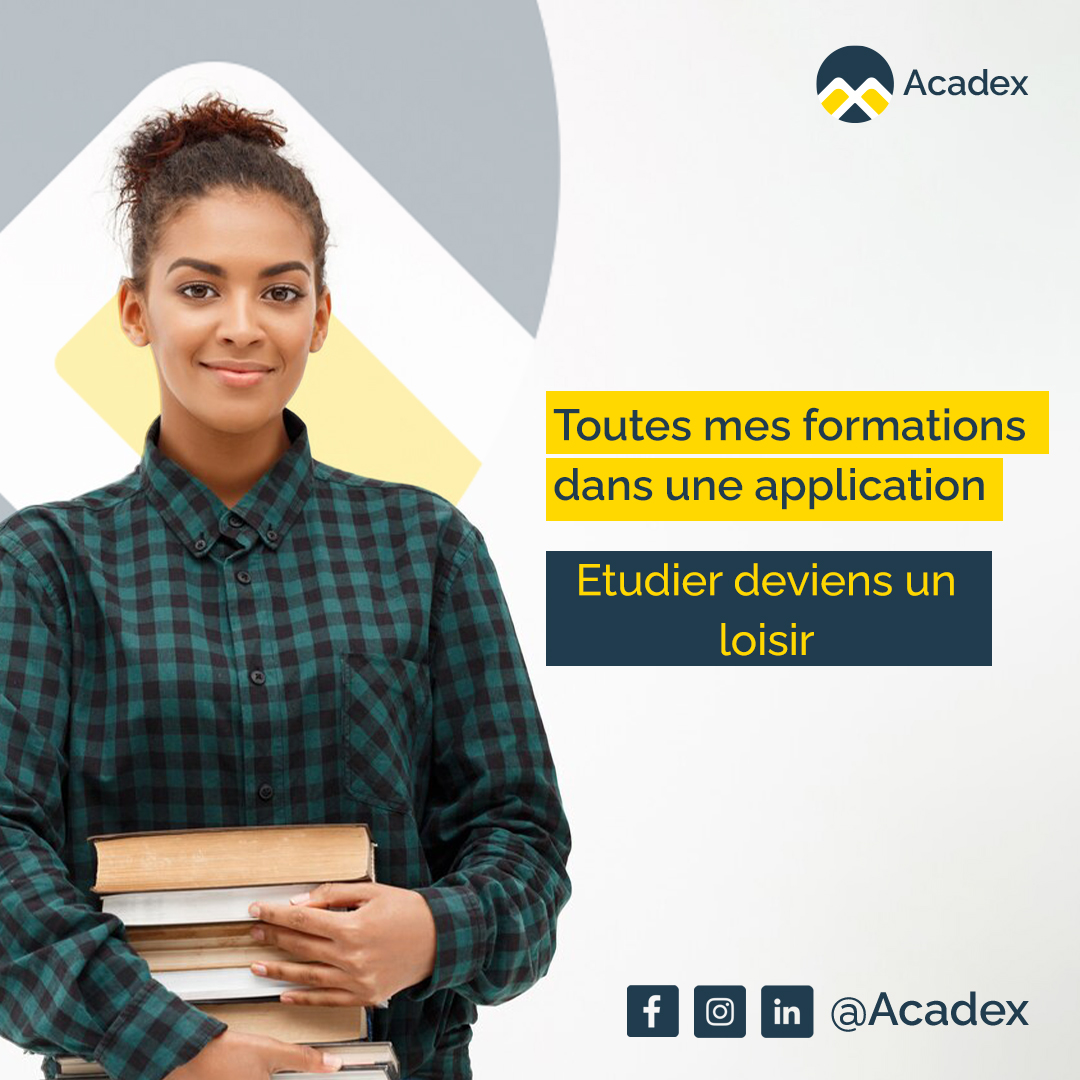 Acadex
Toutes mes formations
dans une application
Etudier deviens un
loisir
@Acadex